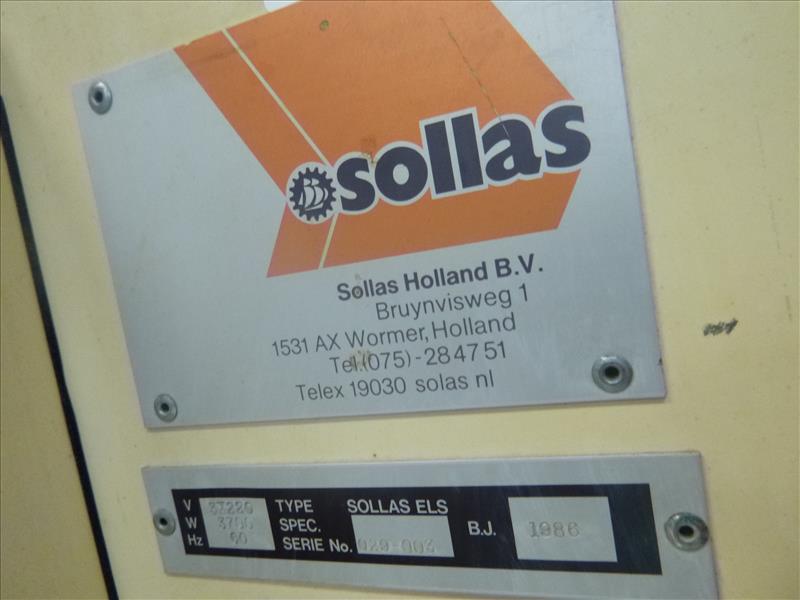 sollas
Sollas Holland B.V.
Bruynvisweg 1
1531 AX Wormer, Holland
Tel.(075)-284751
Telex 19030 solas nl
V 3X220 TYPE SOLLAS ELS
W 3700 SPEC. B.J. 1986
Hz 60 SERIE No. 029-003